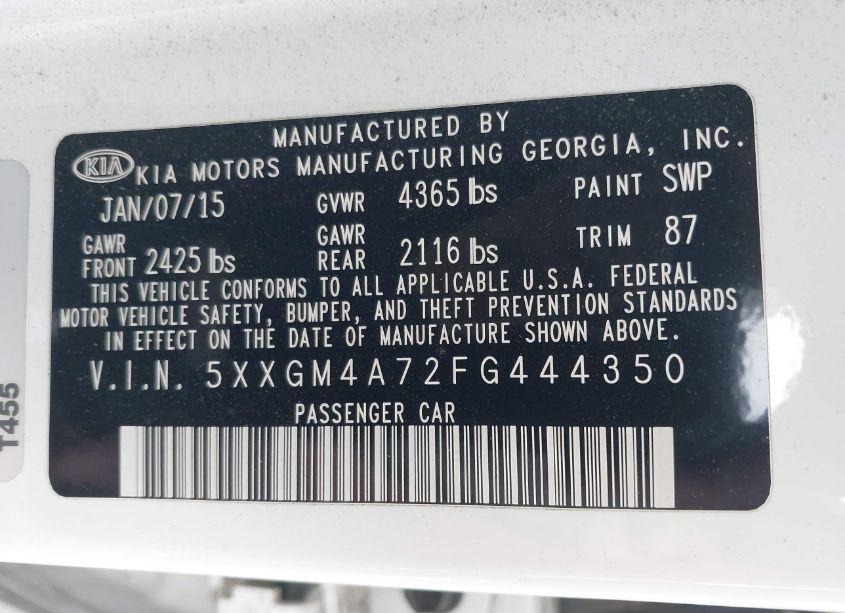 MANUFACTURED BY
KIA KIA MOTORS MANUFACTURING GEORGIA, INC.
JAN/07/15 GVWR 4365 lbs PAINT SWP
GAWR FRONT 2425 lbs GAWR REAR 2116 lbs TRIM 87
THIS VEHICLE CONFORMS TO ALL APPLICABLE U.S.A. FEDERAL
MOTOR VEHICLE SAFETY, BUMPER, AND THEFT PREVENTION STANDARDS
IN EFFECT ON THE DATE OF MANUFACTURE SHOWN ABOVE.
V.I.N. 5XXGM4A72FG444350
PASSENGER CAR
T455